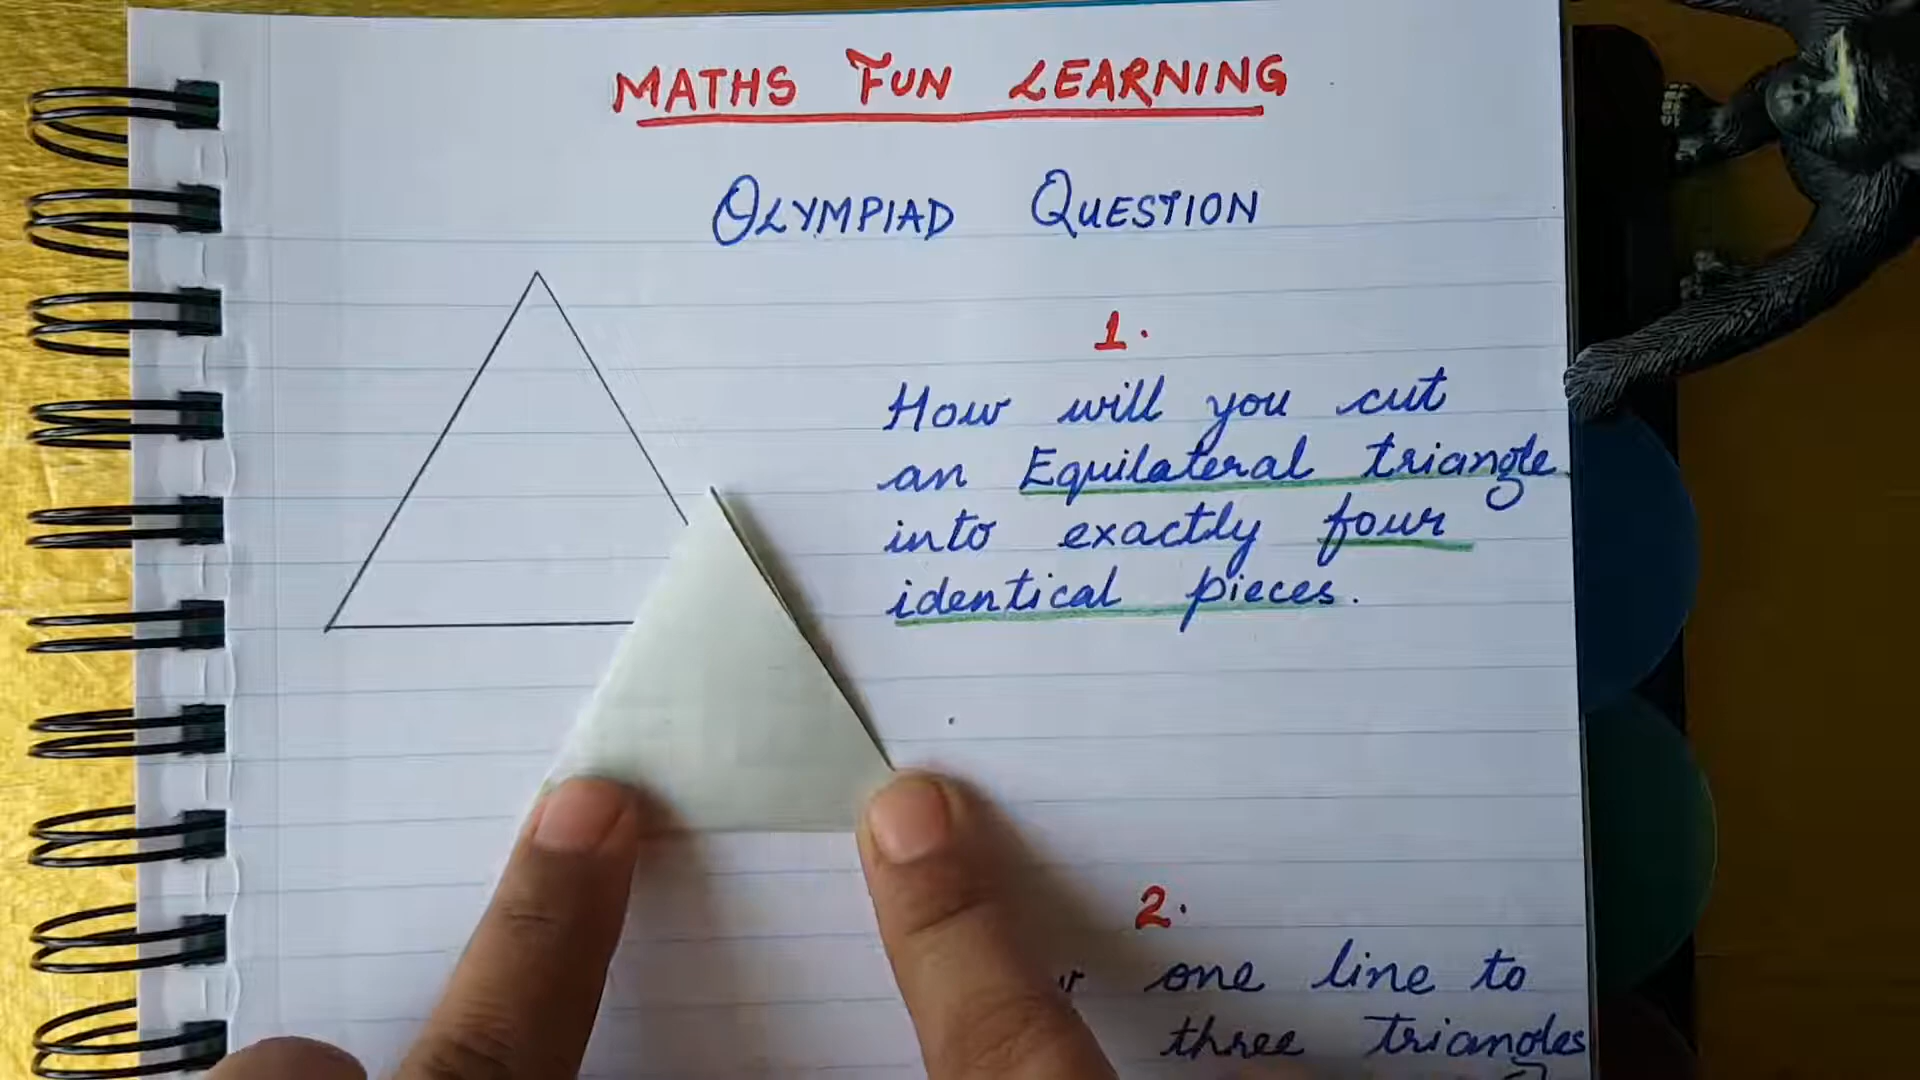 MATHS FUN LEARNING
OLYMPIAD QUESTION
1.
How will you cut
an Equilateral triangle
into exactly four
identical pieces.
2.
one line to
three triangles